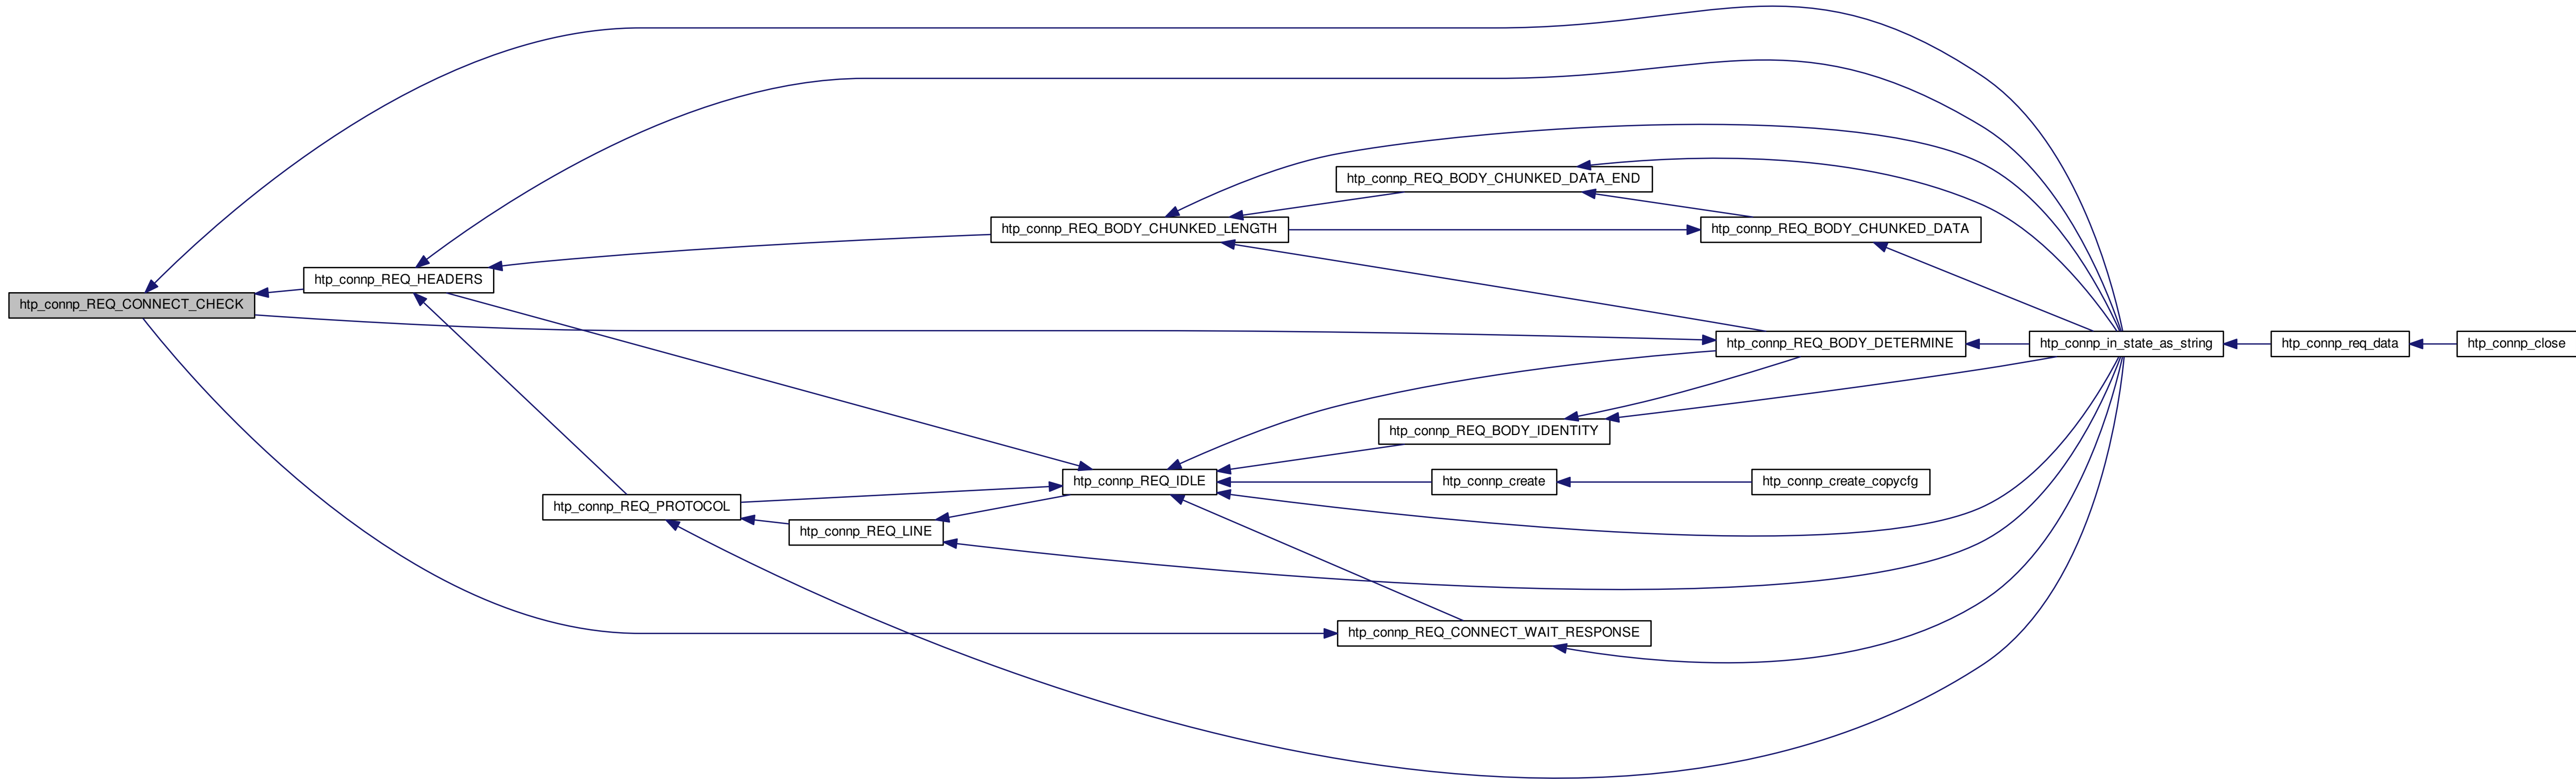 htp_connp_REQ_BODY_CHUNKED_DATA_END
htp_connp_REQ_BODY_CHUNKED_LENGTH
htp_connp_REQ_BODY_CHUNKED_DATA
htp_connp_REQ_HEADERS
htp_connp_REQ_CONNECT_CHECK
htp_connp_REQ_BODY_DETERMINE
htp_connp_in_state_as_string
htp_connp_req_data
htp_connp_close
htp_connp_REQ_BODY_IDENTITY
htp_connp_REQ_IDLE
htp_connp_create
htp_connp_create_copycfg
htp_connp_REQ_PROTOCOL
htp_connp_REQ_LINE
htp_connp_REQ_CONNECT_WAIT_RESPONSE